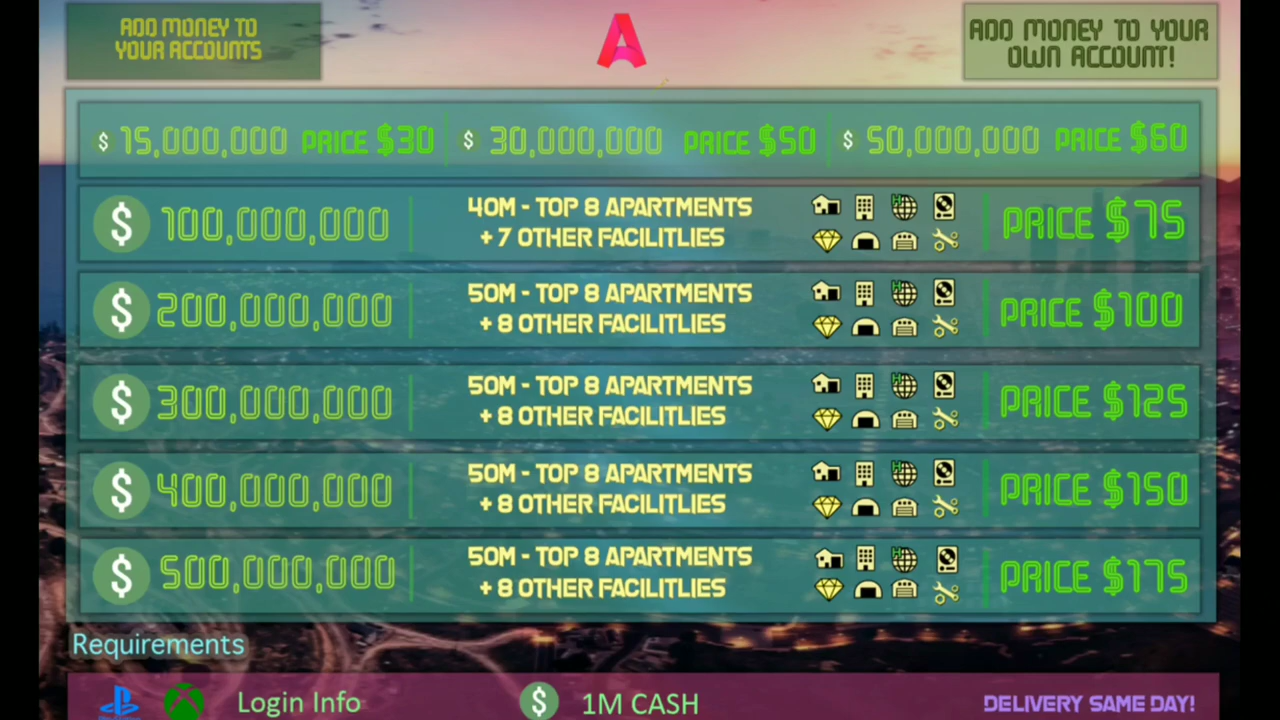 ADD MONEY TO
YOUR ACCOUNTS
A
ADD MONEY TO YOUR
OWN ACCOUNT!
$ 15,000,000 PRICE $30 $ 30,000,000 PRICE $50 $ 50,000,000 PRICE $60
$ 100,000,000
40M - TOP 8 APARTMENTS
+ 7 OTHER FACILITLIES
PRICE $75
$ 200,000,000
50M - TOP 8 APARTMENTS
+ 8 OTHER FACILITLIES
PRICE $100
$ 300,000,000
50M - TOP 8 APARTMENTS
+ 8 OTHER FACILITLIES
PRICE $125
$ 400,000,000
50M - TOP 8 APARTMENTS
+ 8 OTHER FACILITLIES
PRICE $150
$ 500,000,000
50M - TOP 8 APARTMENTS
+ 8 OTHER FACILITLIES
PRICE $175
Requirements
Login Info $ 1M CASH DELIVERY SAME DAY!